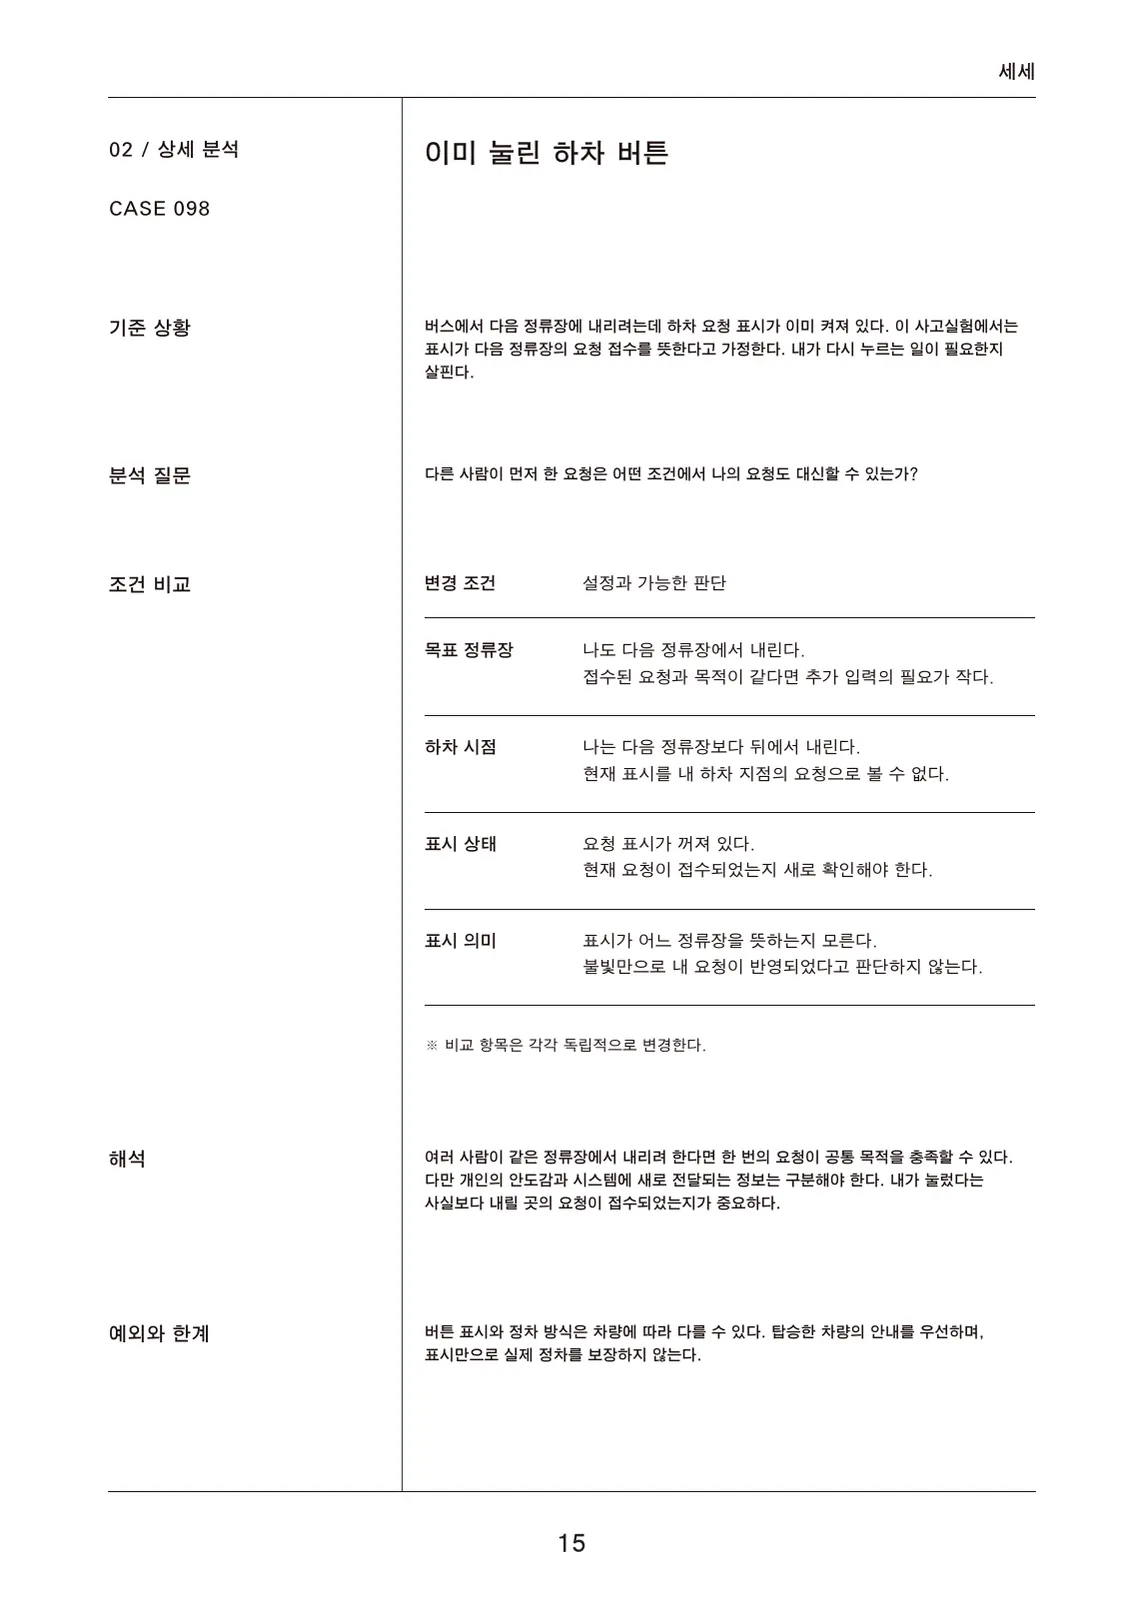 세세
02 / 상세 분석
CASE 098
이미 눌린 하차 버튼
기준 상황
버스에서 다음 정류장에 내리려는데 하차 요청 표시가 이미 켜져 있다. 이 사고실험에서는
표시가 다음 정류장의 요청 접수를 뜻한다고 가정한다. 내가 다시 누르는 일이 필요한지
살핀다.
분석 질문
다른 사람이 먼저 한 요청은 어떤 조건에서 나의 요청도 대신할 수 있는가?
조건 비교
변경 조건 설정과 가능한 판단
목표 정류장 나도 다음 정류장에서 내린다.
접수된 요청과 목적이 같다면 추가 입력의 필요가 작다.
하차 시점 나는 다음 정류장보다 뒤에서 내린다.
현재 표시를 내 하차 지점의 요청으로 볼 수 없다.
표시 상태 요청 표시가 꺼져 있다.
현재 요청이 접수되었는지 새로 확인해야 한다.
표시 의미 표시가 어느 정류장을 뜻하는지 모른다.
불빛만으로 내 요청이 반영되었다고 판단하지 않는다.
※ 비교 항목은 각각 독립적으로 변경한다.
해석
여러 사람이 같은 정류장에서 내리려 한다면 한 번의 요청이 공통 목적을 충족할 수 있다.
다만 개인의 안도감과 시스템에 새로 전달되는 정보는 구분해야 한다. 내가 눌렀다는
사실보다 내릴 곳의 요청이 접수되었는지가 중요하다.
예외와 한계
버튼 표시와 정차 방식은 차량에 따라 다를 수 있다. 탑승한 차량의 안내를 우선하며,
표시만으로 실제 정차를 보장하지 않는다.
15